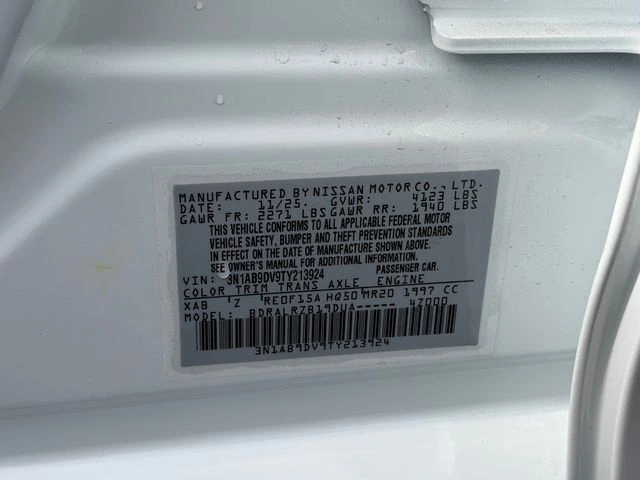 MANUFACTURED BY NISSAN MOTOR CO., LTD.
DATE: 11/25. GVWR: 4123 LBS
GAWR FR: 2271 LBS GAWR RR: 1940 LBS
THIS VEHICLE CONFORMS TO ALL APPLICABLE FEDERAL MOTOR
VEHICLE SAFETY, BUMPER AND THEFT PREVENTION STANDARDS
IN EFFECT ON THE DATE OF MANUFACTURE SHOWN ABOVE.
SEE OWNER'S MANUAL FOR ADDITIONAL INFORMATION.
VIN: 3N1AB9DV9TY213924 PASSENGER CAR.
COLOR TRIM TRANS AXLE ENGINE
XAB Z RE0F15A HQ50 MR20 1997 CC
MODEL: BDRALRZB19DUA----- 4Z000
3N1AB9DV9TY213924